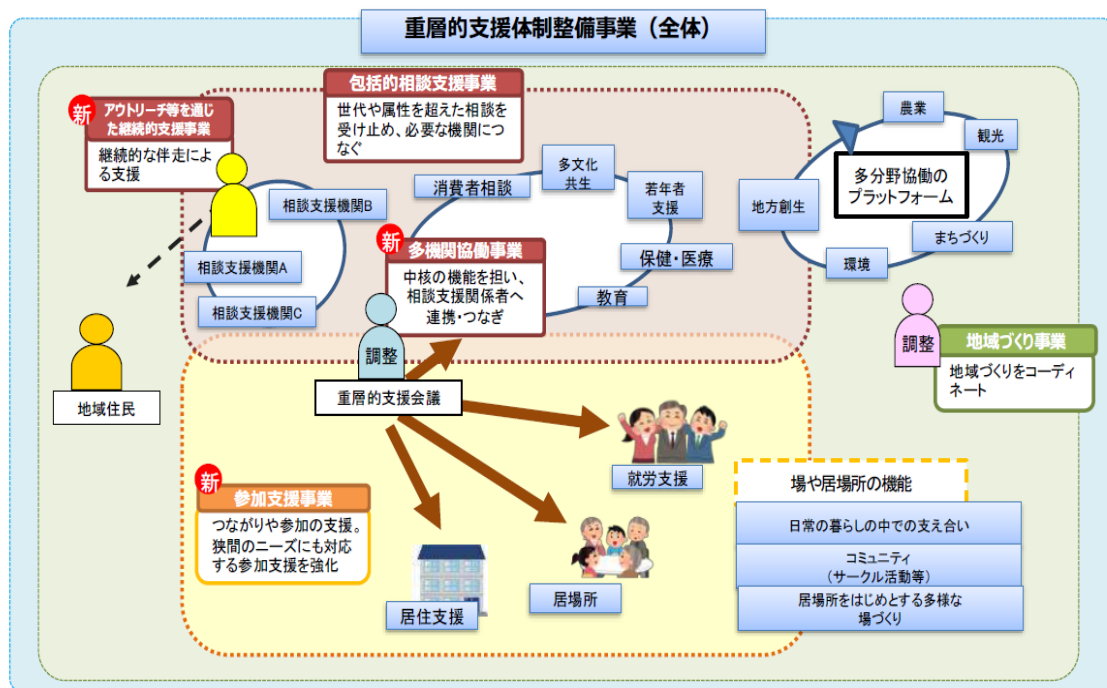 重層的支援体制整備事業（全体）
新
アウトリーチ等を通じ
た継続的支援事業
継続的な伴走によ
る支援
包括的相談支援事業
世代や属性を超えた相談を
受け止め、必要な機関につ
なぐ
相談支援機関B
相談支援機関A
相談支援機関C
消費者相談
多文化
共生
若年者
支援
保健・医療
教育
新
多機関協働事業
中核の機能を担い、
相談支援関係者へ
連携・つなぎ
農業
観光
多分野協働の
プラットフォーム
地方創生
まちづくり
環境
調整
地域づくり事業
地域づくりをコーディ
ネート
地域住民
調整
重層的支援会議
就労支援
居場所
居住支援
新
参加支援事業
つながりや参加の支援。
狭間のニーズにも対応
する参加支援を強化
場や居場所の機能
日常の暮らしの中での支え合い
コミュニティ
（サークル活動等）
居場所をはじめとする多様な
場づくり